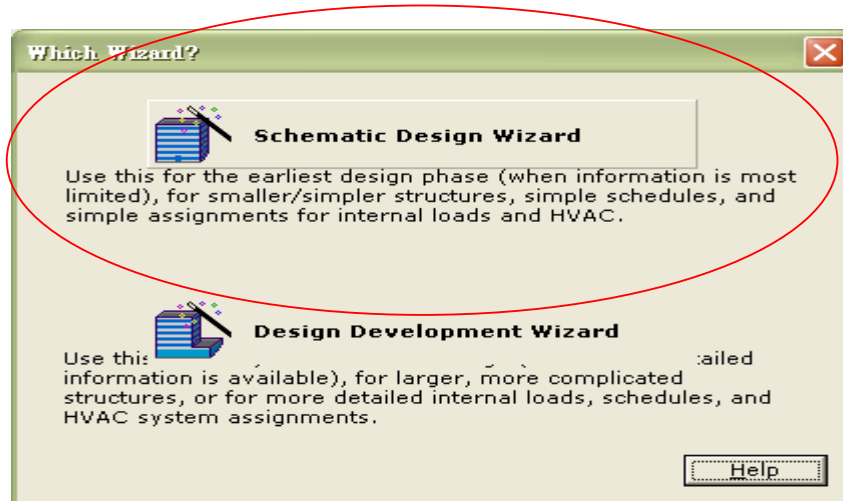 Which Wizard?
Schematic Design Wizard
Use this for the earliest design phase (when information is most
limited), for smaller/simpler structures, simple schedules, and
simple assignments for internal loads and HVAC.
Design Development Wizard
Use this
information is available), for larger, more complicated
structures, or for more detailed internal loads, schedules, and
HVAC system assignments.
Help